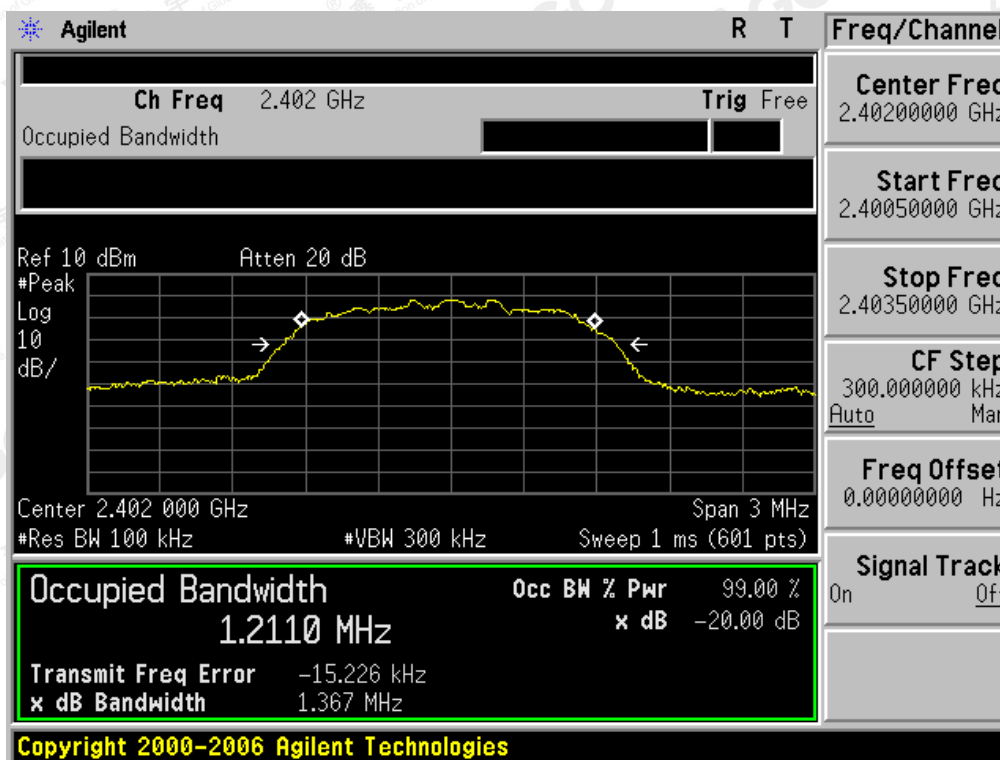 Agilent R T Freq/Channel
Ch Freq 2.402 GHz Trig Free
Occupied Bandwidth
Center Freq
2.40200000 GHz
Start Freq
2.40050000 GHz
Stop Freq
2.40350000 GHz
CF Step
300.000000 kHz
Auto Man
Freq Offset
0.00000000 Hz
Signal Track
On Off
Ref 10 dBm Atten 20 dB
#Peak
Log
10
dB/
Center 2.402 000 GHz Span 3 MHz
#Res BW 100 kHz #VBW 300 kHz Sweep 1 ms (601 pts)
Occupied Bandwidth Occ BW % Pwr 99.00 %
1.2110 MHz x dB -20.00 dB
Transmit Freq Error -15.226 kHz
x dB Bandwidth 1.367 MHz
Copyright 2000-2006 Agilent Technologies